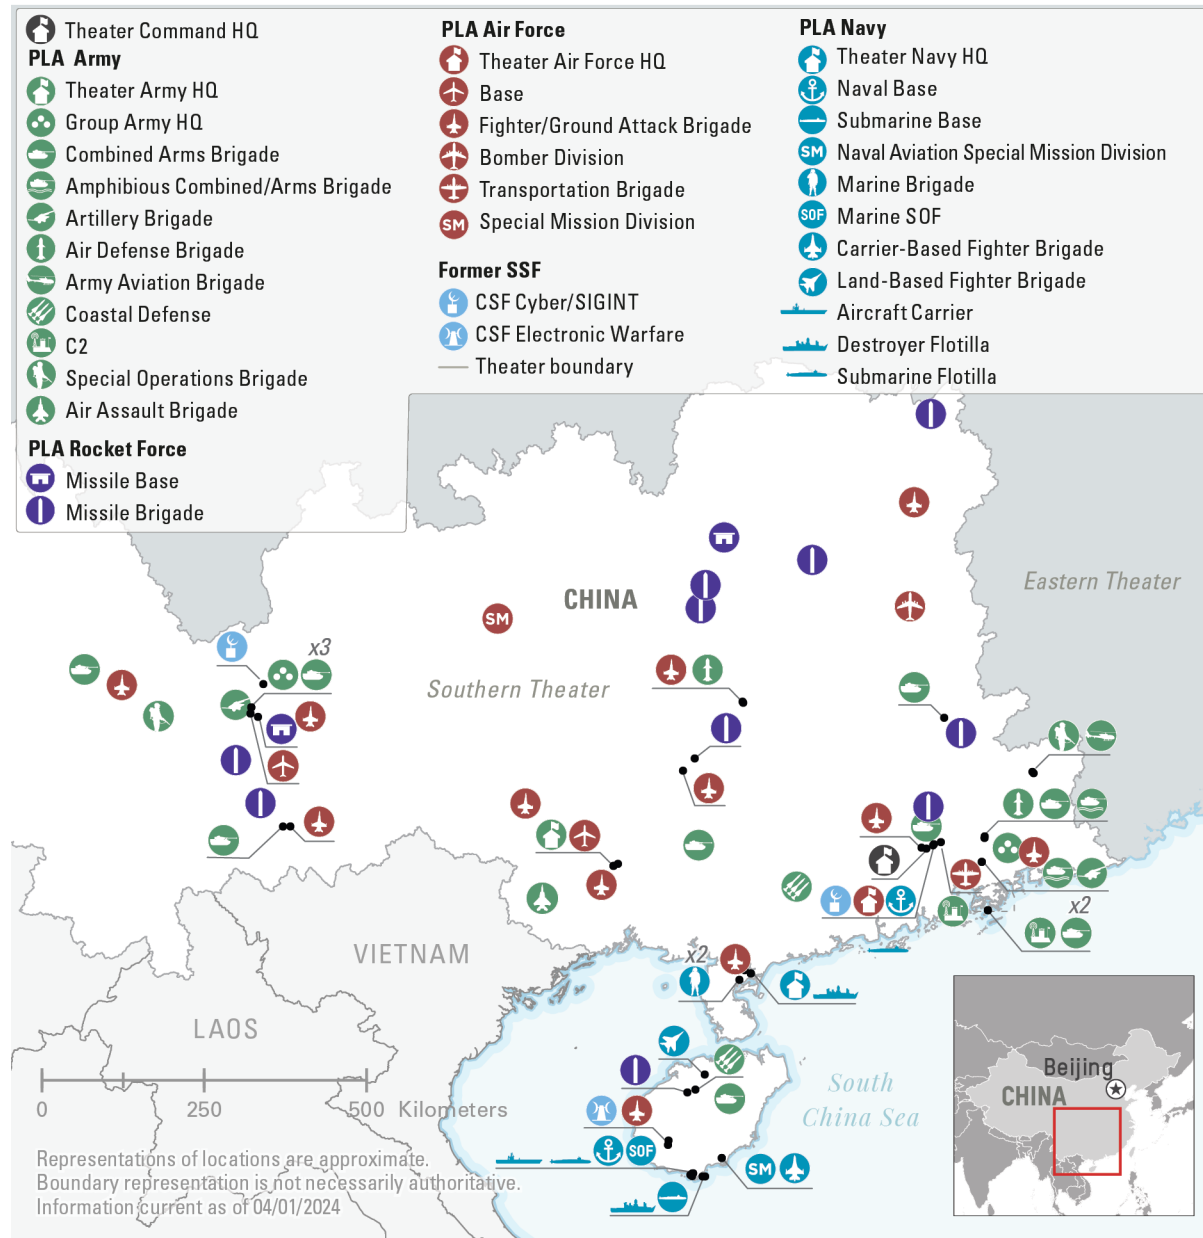 Theater Command HQ
PLA Army
Theater Army HQ
Group Army HQ
Combined Arms Brigade
Amphibious Combined/Arms Brigade
Artillery Brigade
Air Defense Brigade
Army Aviation Brigade
Coastal Defense
C2
Special Operations Brigade
Air Assault Brigade
PLA Rocket Force
Missile Base
Missile Brigade
PLA Air Force
Theater Air Force HQ
Base
Fighter/Ground Attack Brigade
Bomber Division
Transportation Brigade
SM Special Mission Division
Former SSF
CSF Cyber/SIGINT
CSF Electronic Warfare
Theater boundary
PLA Navy
Theater Navy HQ
Naval Base
Submarine Base
SM Naval Aviation Special Mission Division
Marine Brigade
SOF Marine SOF
Carrier-Based Fighter Brigade
Land-Based Fighter Brigade
Aircraft Carrier
Destroyer Flotilla
Submarine Flotilla
CHINA
Eastern Theater
SM
x3
Southern Theater
x2
VIETNAM
x2
LAOS
South
China Sea
SOF
SM
0 250 500 Kilometers
Representations of locations are approximate.
Boundary representation is not necessarily authoritative.
Information current as of 04/01/2024
Beijing
CHINA